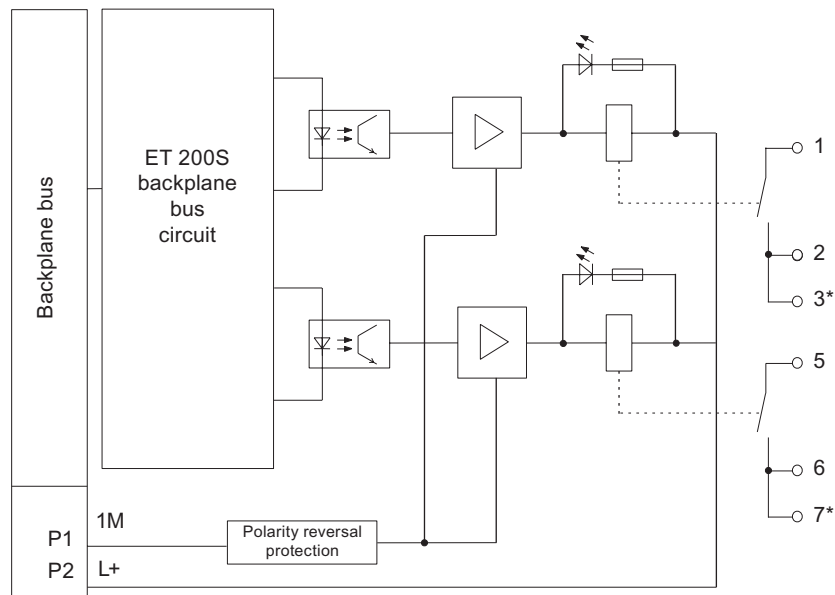 Backplane bus
ET 200S
backplane
bus
circuit
1
2
3*
5
6
7*
1M
P1
Polarity reversal
protection
P2
L+